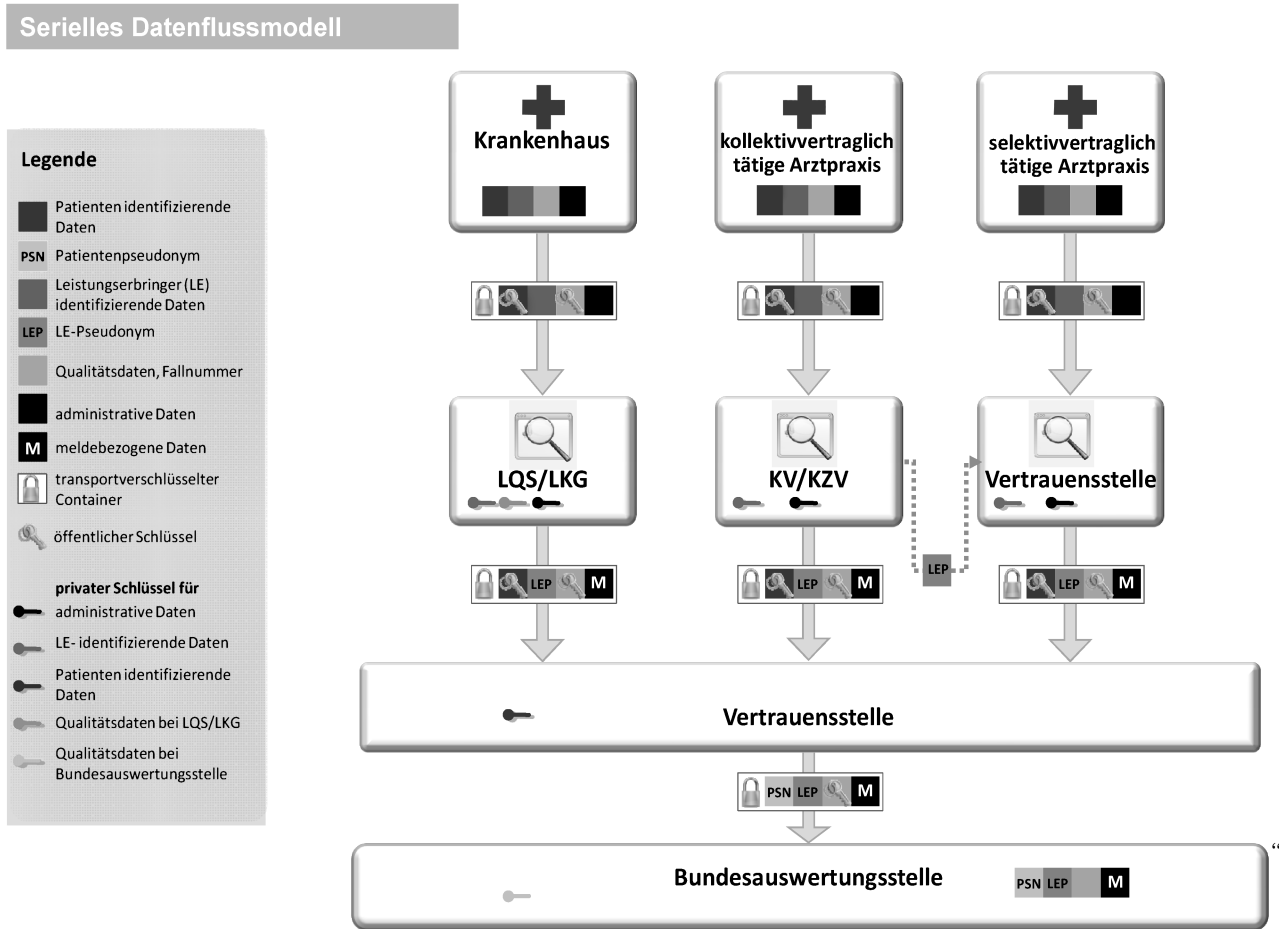 Serielles Datenflussmodell
Legende
Patienten identifizierende
Daten
PSN Patientenpseudonym
Leistungserbringer (LE)
identifizierende Daten
LEP LE-Pseudonym
Qualitätsdaten, Fallnummer
administrative Daten
M meldebezogene Daten
transportverschlüsselter
Container
öffentlicher Schlüssel
privater Schlüssel für
administrative Daten
LE- identifizierende Daten
Patienten identifizierende
Daten
Qualitätsdaten bei LQS/LKG
Qualitätsdaten bei
Bundesauswertungsstelle
Krankenhaus
kollektivvertraglich
tätige Arztpraxis
selektivvertraglich
tätige Arztpraxis
LQS/LKG
KV/KZV
Vertrauensstelle
LEP
LEP M
LEP M
LEP M
Vertrauensstelle
PSN LEP M
Bundesauswertungsstelle
PSN LEP M
“